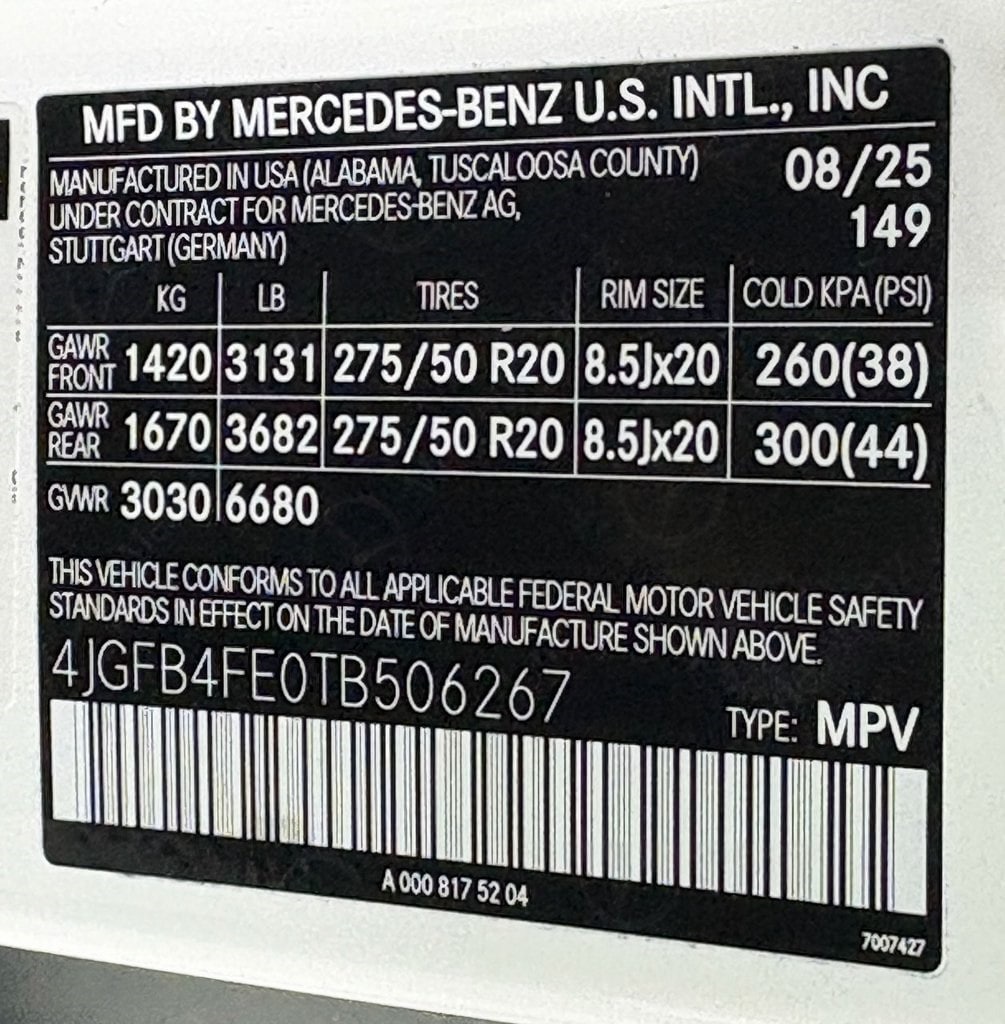 MFD BY MERCEDES-BENZ U.S. INTL., INC
MANUFACTURED IN USA (ALABAMA, TUSCALOOSA COUNTY) 08/25
UNDER CONTRACT FOR MERCEDES-BENZ AG, 149
STUTTGART (GERMANY)
KG LB TIRES RIM SIZE COLD KPA (PSI)
GAWR FRONT 1420 3131 275/50 R20 8.5Jx20 260(38)
GAWR REAR 1670 3682 275/50 R20 8.5Jx20 300(44)
GVWR 3030 6680
THIS VEHICLE CONFORMS TO ALL APPLICABLE FEDERAL MOTOR VEHICLE SAFETY
STANDARDS IN EFFECT ON THE DATE OF MANUFACTURE SHOWN ABOVE.
4JGFB4FE0TB506267
TYPE: MPV
A 000 817 52 04
7007427